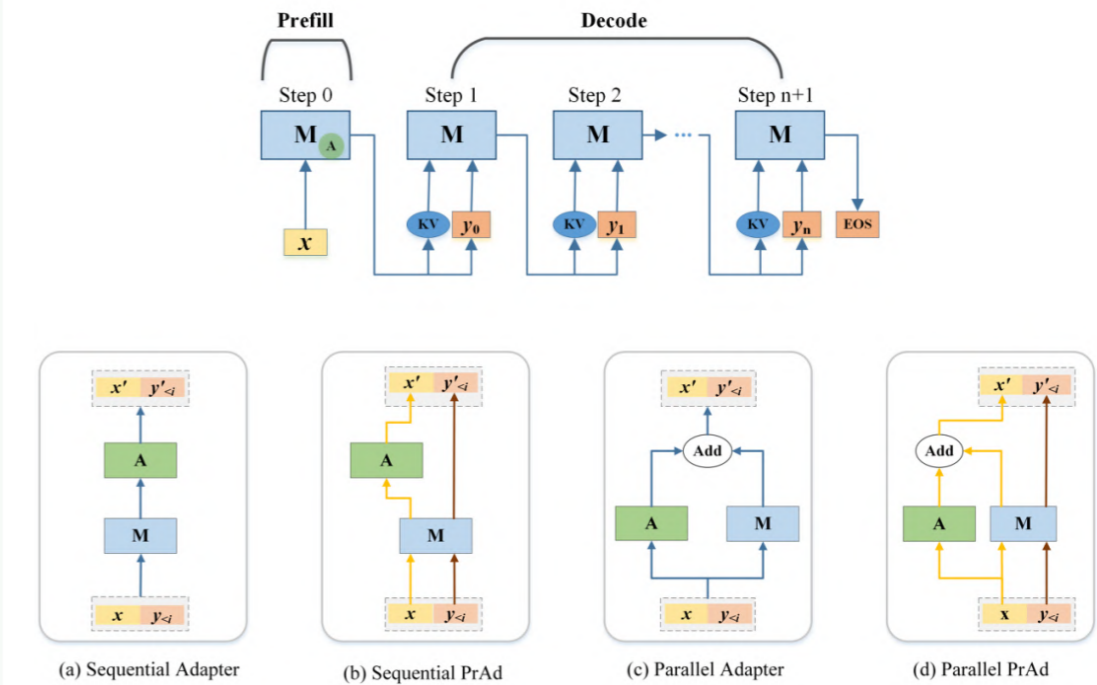 Prefill Decode
Step 0 Step 1 Step 2 Step n+1
M A M M ... M
KV y0 KV y1 KV yn EOS
x
x' y'<i x' y'<i x' y'<i x' y'<i
A A Add Add
M M A M A M
x y<i x y<i x y<i x y<i
(a) Sequential Adapter (b) Sequential PrAd (c) Parallel Adapter (d) Parallel PrAd